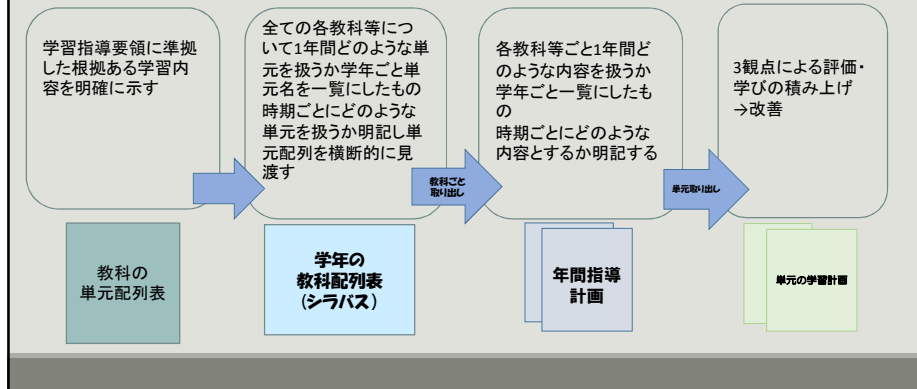 学習指導要領に準拠
した根拠ある学習内
容を明確に示す
全ての各教科等につ
いて1年間どのような単
元を扱うか学年ごと単
元名を一覧にしたもの
時期ごとにどのような
単元を扱うか明記し単
元配列を横断的に見
渡す
各教科等ごと1年間ど
のような内容を扱うか
学年ごと一覧にしたも
の
時期ごとにどのような
内容とするか明記する
3観点による評価・
学びの積み上げ
→改善
教科ごと
取り出し
単元取り出し
教科の
単元配列表
学年の
教科配列表
(シラバス)
年間指導
計画
単元の学習計画